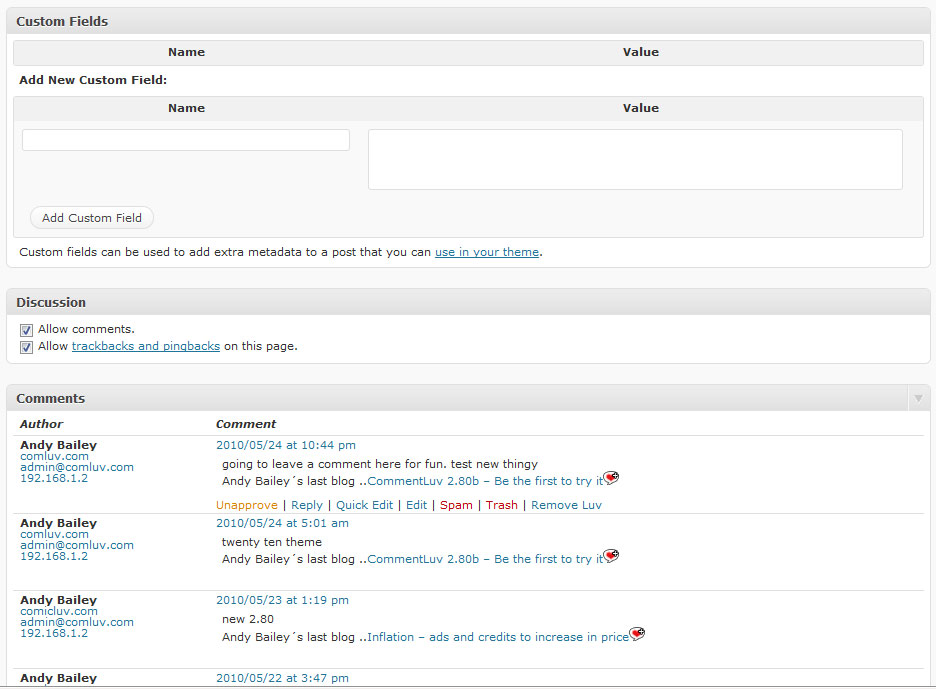 Custom Fields
Name Value
Add New Custom Field:
Name Value
Add Custom Field
Custom fields can be used to add extra metadata to a post that you can use in your theme.
Discussion
Allow comments.
Allow trackbacks and pingbacks on this page.
Comments
Author Comment
Andy Bailey 2010/05/24 at 10:44 pm
comluv.com
admin@comluv.com
192.168.1.2
going to leave a comment here for fun. test new thingy
Andy Bailey´s last blog ..CommentLuv 2.80b – Be the first to try it
Unapprove | Reply | Quick Edit | Edit | Spam | Trash | Remove Luv
Andy Bailey 2010/05/24 at 5:01 am
comluv.com
admin@comluv.com
192.168.1.2
twenty ten theme
Andy Bailey´s last blog ..CommentLuv 2.80b – Be the first to try it
Andy Bailey 2010/05/23 at 1:19 pm
comicluv.com
admin@comluv.com
192.168.1.2
new 2.80
Andy Bailey´s last blog ..Inflation – ads and credits to increase in price
Andy Bailey 2010/05/22 at 3:47 pm